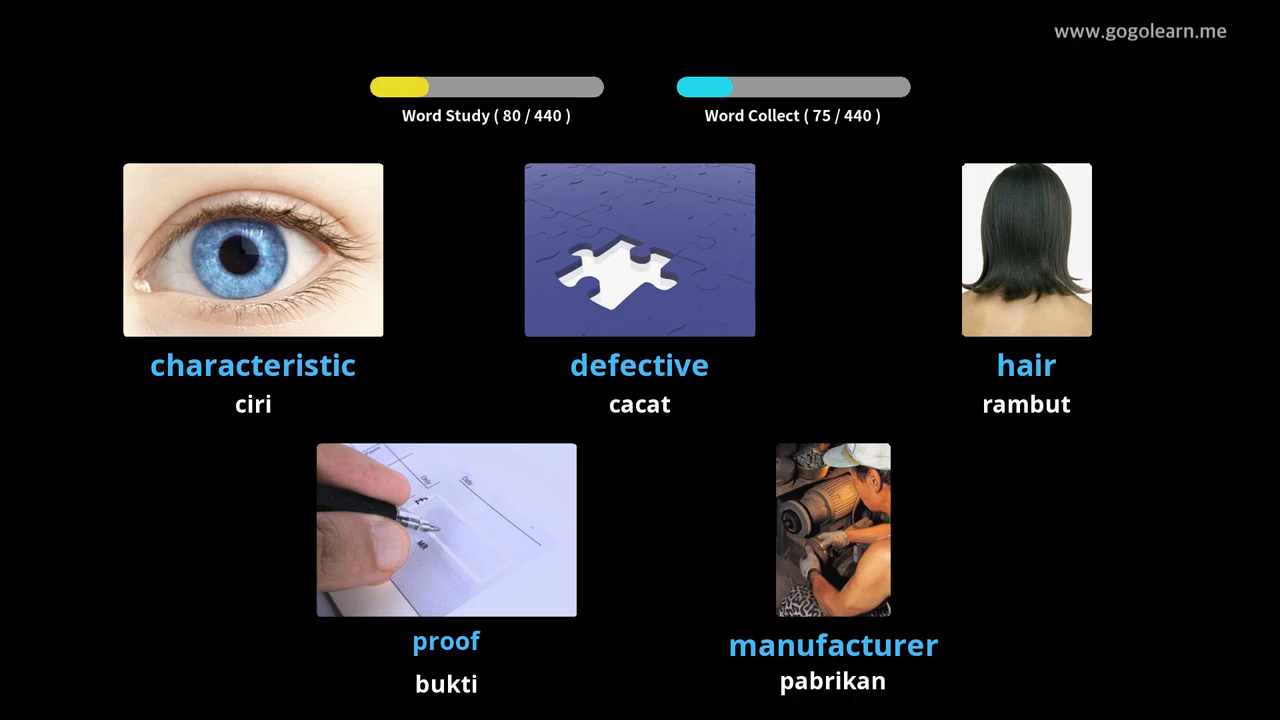 www.gogolearn.me
Word Study ( 80 / 440 )
Word Collect ( 75 / 440 )
characteristic
ciri
defective
cacat
hair
rambut
proof
bukti
manufacturer
pabrikan